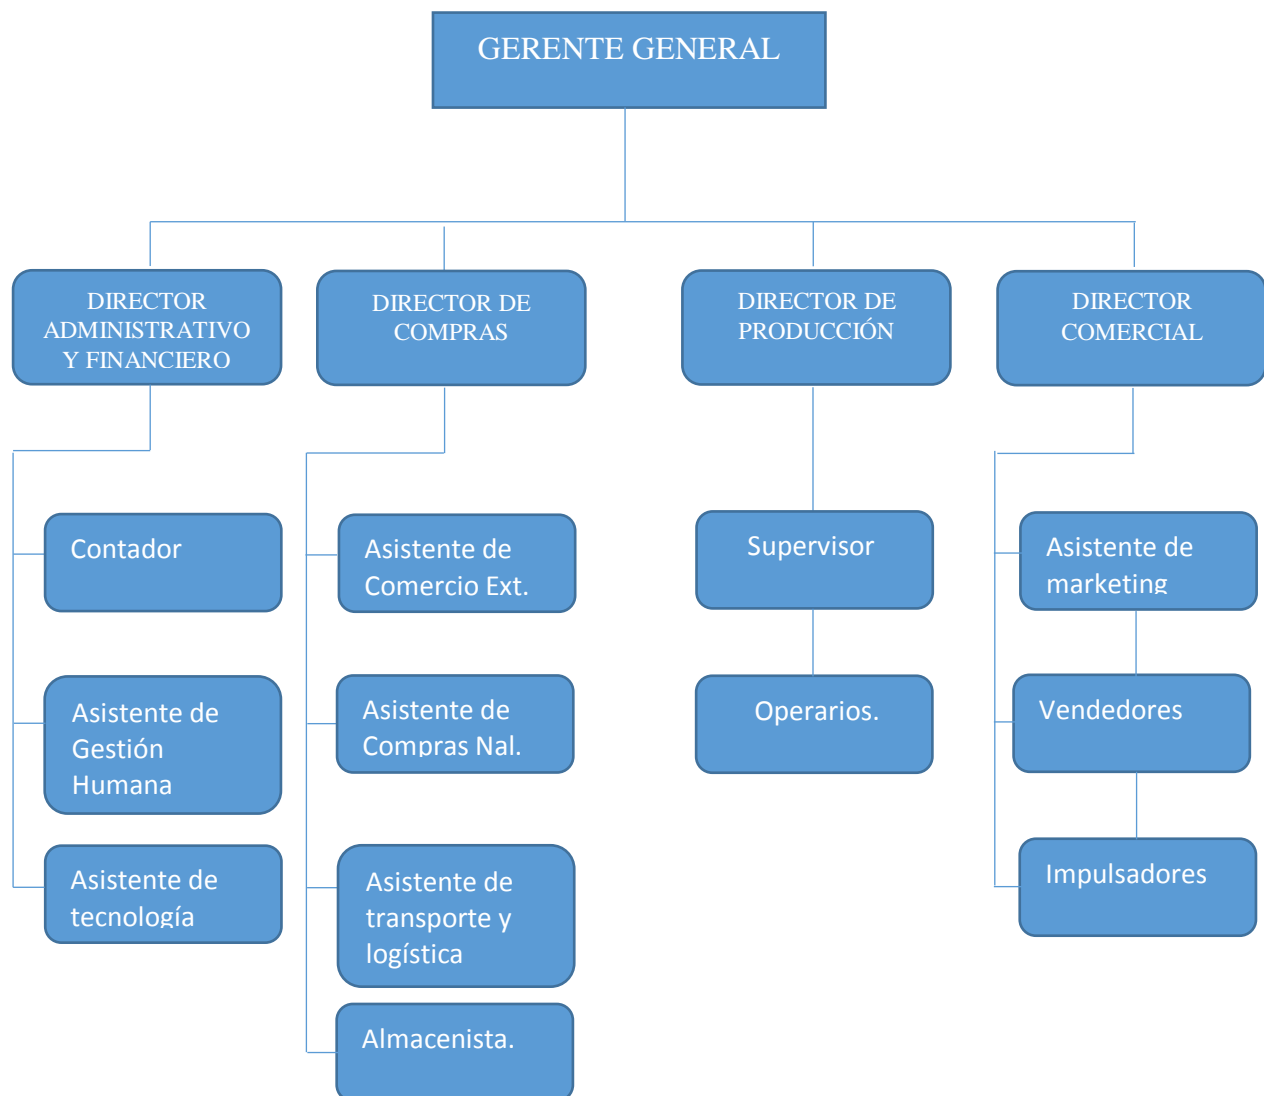 GERENTE GENERAL
DIRECTOR
ADMINISTRATIVO
Y FINANCIERO
DIRECTOR DE
COMPRAS
DIRECTOR DE
PRODUCCIÓN
DIRECTOR
COMERCIAL
Contador
Asistente de
Gestión
Humana
Asistente de
tecnología
Asistente de
Comercio Ext.
Asistente de
Compras Nal.
Asistente de
transporte y
logística
Almacenista.
Supervisor
Operarios.
Asistente de
marketing
Vendedores
Impulsadores